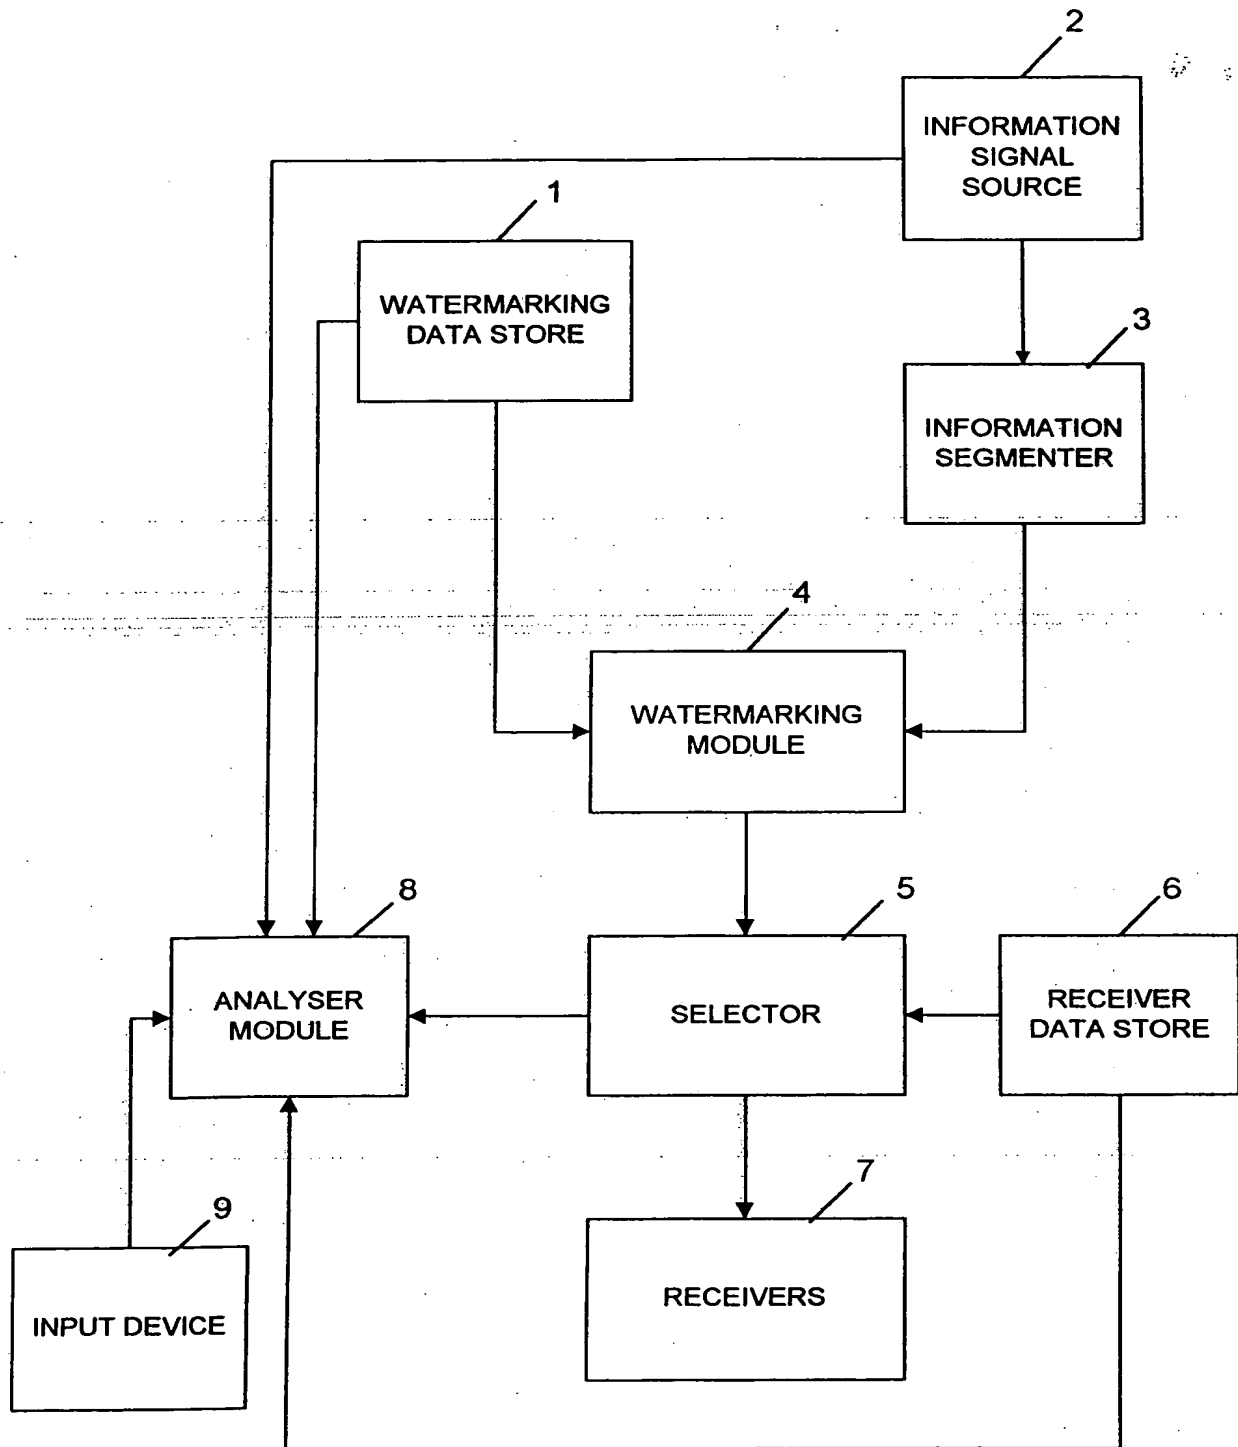 2
INFORMATION
SIGNAL
SOURCE
1
WATERMARKING
DATA STORE
3
INFORMATION
SEGMENTER
4
WATERMARKING
MODULE
8
ANALYSER
MODULE
5
SELECTOR
6
RECEIVER
DATA STORE
9
INPUT DEVICE
7
RECEIVERS